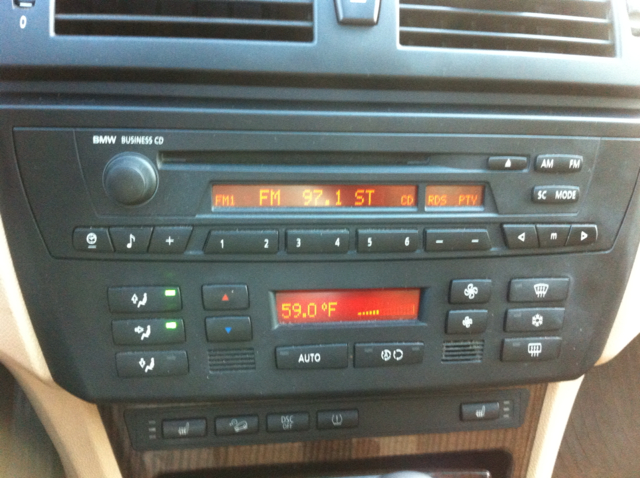 0
BMW BUSINESS CD
AM FM
SC MODE
FM1 FM 97.1 ST CD RDS PTY
+ 1 2 3 4 5 6 - - m
59.0 °F
AUTO A
DSC OFF